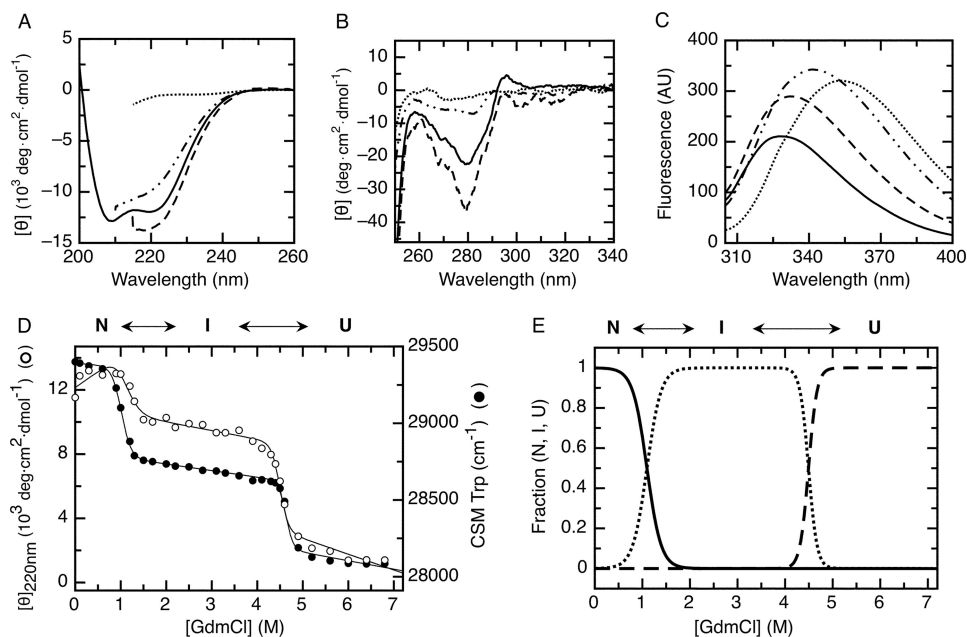 A
B
C
5
0
−5
−10
−15
[θ] (10³ deg·cm²·dmol⁻¹)
200
220
240
260
Wavelength (nm)
10
0
−10
−20
−30
−40
[θ] (deg·cm²·dmol⁻¹)
260
280
300
320
340
Wavelength (nm)
400
300
200
100
0
Fluorescence (AU)
310
340
370
400
Wavelength (nm)
D
N
I
U
12
8
4
0
[θ]220nm (10³ deg·cm²·dmol⁻¹) (o)
29500
29000
28500
28000
CSM Trp (cm⁻¹) (●)
0
1
2
3
4
5
6
7
[GdmCl] (M)
E
N
I
U
1
0.8
0.6
0.4
0.2
0
Fraction (N, I, U)
0
1
2
3
4
5
6
7
[GdmCl] (M)